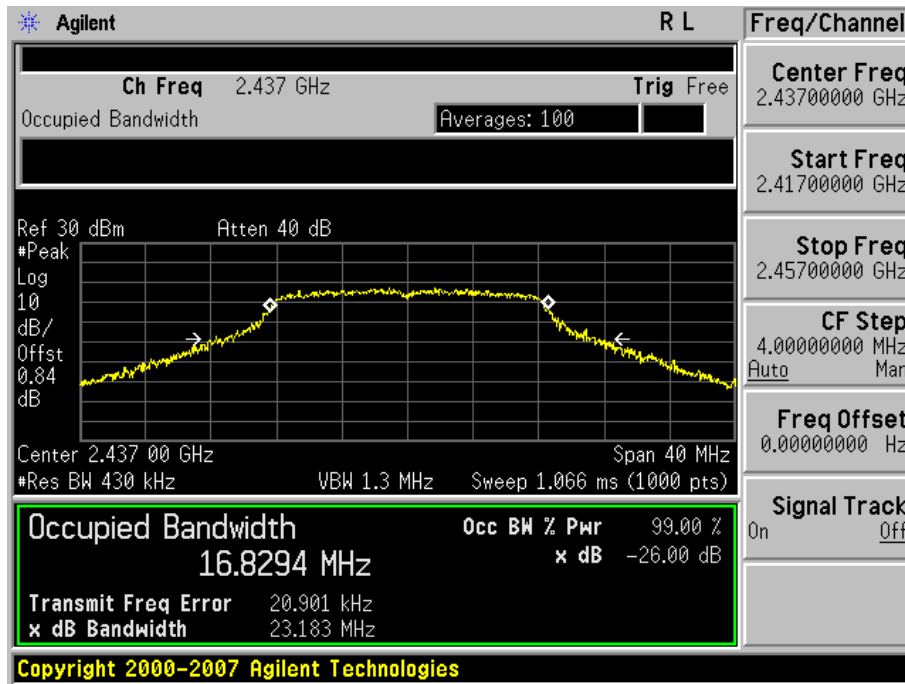 Agilent
R L
Freq/Channel
Ch Freq 2.437 GHz
Trig Free
Occupied Bandwidth
Averages: 100
Center Freq
2.43700000 GHz
Start Freq
2.41700000 GHz
Stop Freq
2.45700000 GHz
CF Step
4.00000000 MHz
Auto Man
Freq Offset
0.00000000 Hz
Signal Track
On Off
Ref 30 dBm
Atten 40 dB
#Peak
Log
10
dB/
Offst
0.84
dB
Center 2.437 00 GHz
Span 40 MHz
#Res BW 430 kHz
VBW 1.3 MHz
Sweep 1.066 ms (1000 pts)
Occupied Bandwidth
16.8294 MHz
Occ BW % Pwr 99.00 %
x dB -26.00 dB
Transmit Freq Error 20.901 kHz
x dB Bandwidth 23.183 MHz
Copyright 2000-2007 Agilent Technologies